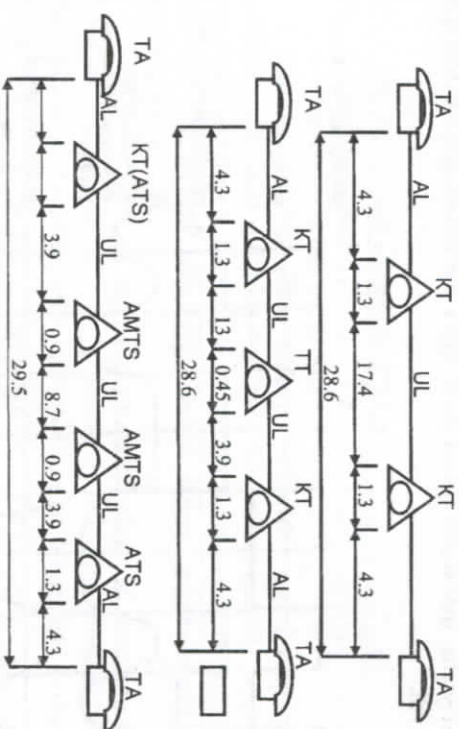 TA AL KT UL KT TA
4.3 1.3 17.4 1.3 4.3
28.6
TA AL KT UL TT UL KT AL TA
4.3 1.3 13 0.45 3.9 1.3 4.3
28.6
TA AL KT(ATS) UL AMTS UL AMTS UL ATS AL TA
3.9 0.9 8.7 0.9 3.9 1.3 4.3
29.5